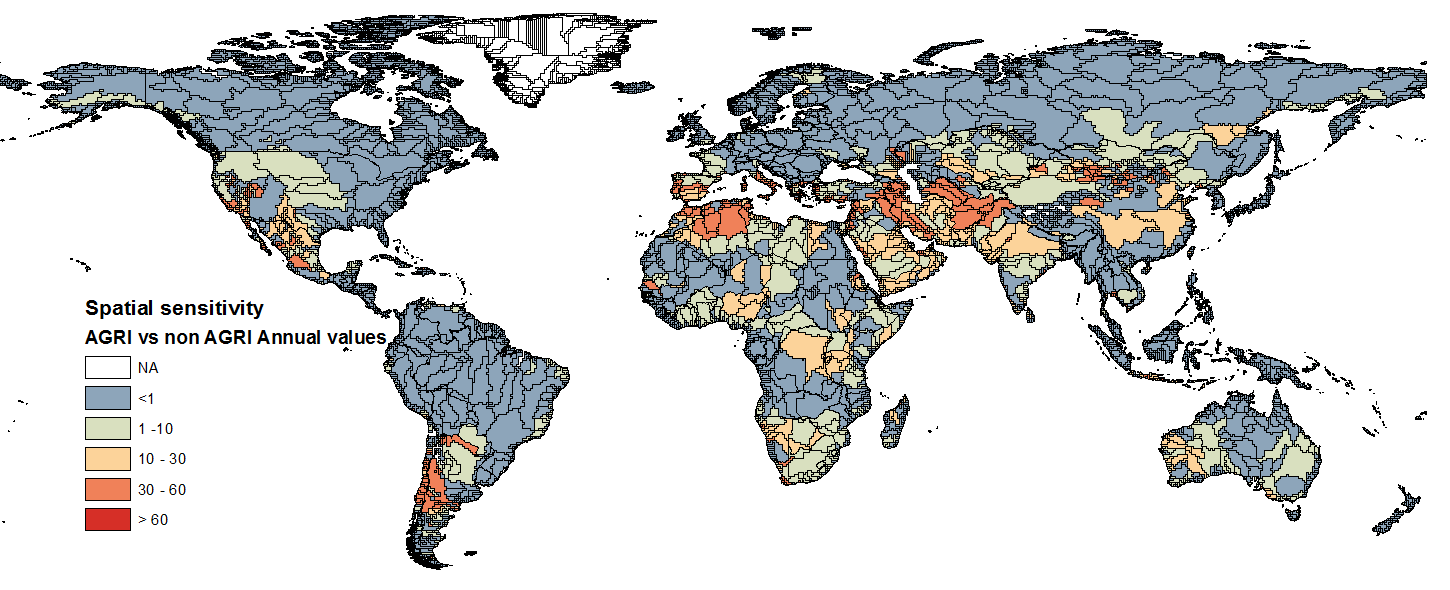 Spatial sensitivity
AGRI vs non AGRI Annual values
NA
<1
1 -10
10 - 30
30 - 60
> 60